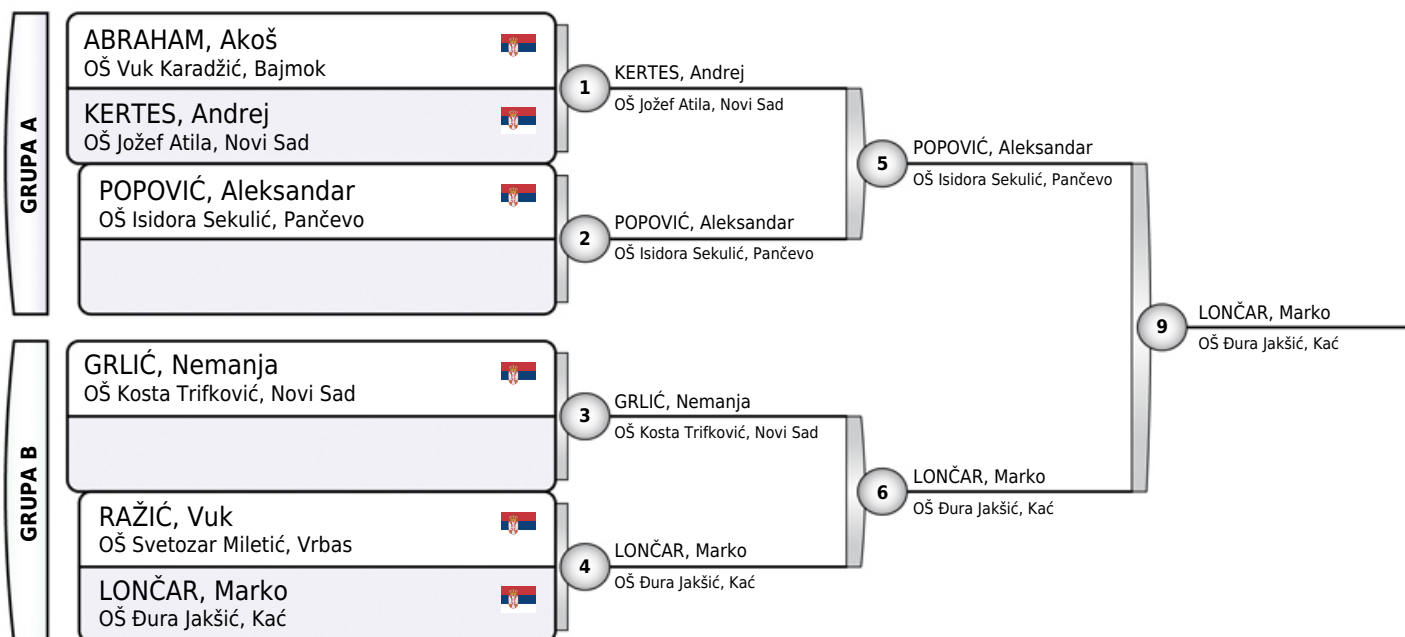 GRUPA A
ABRAHAM, Akoš
OŠ Vuk Karadžić, Bajmok
KERTES, Andrej
OŠ Jožef Atila, Novi Sad
POPOVIĆ, Aleksandar
OŠ Isidora Sekulić, Pančevo
GRUPA B
GRLIĆ, Nemanja
OŠ Kosta Trifković, Novi Sad
RAŽIĆ, Vuk
OŠ Svetozar Miletić, Vrbas
LONČAR, Marko
OŠ Đura Jakšić, Kać
1
KERTES, Andrej
OŠ Jožef Atila, Novi Sad
2
POPOVIĆ, Aleksandar
OŠ Isidora Sekulić, Pančevo
3
GRLIĆ, Nemanja
OŠ Kosta Trifković, Novi Sad
4
LONČAR, Marko
OŠ Đura Jakšić, Kać
5
POPOVIĆ, Aleksandar
OŠ Isidora Sekulić, Pančevo
6
LONČAR, Marko
OŠ Đura Jakšić, Kać
9
LONČAR, Marko
OŠ Đura Jakšić, Kać